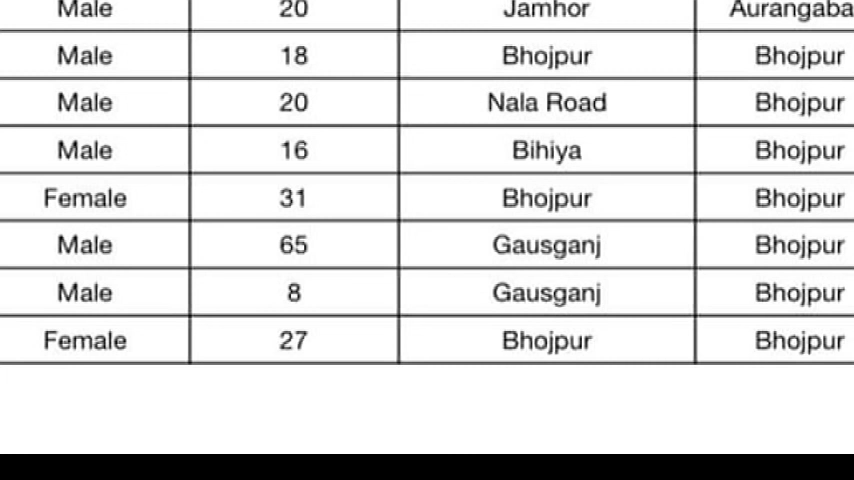 Male 20 Jamhor Aurangaba
Male 18 Bhojpur Bhojpur
Male 20 Nala Road Bhojpur
Male 16 Bihiya Bhojpur
Female 31 Bhojpur Bhojpur
Male 65 Gausganj Bhojpur
Male 8 Gausganj Bhojpur
Female 27 Bhojpur Bhojpur